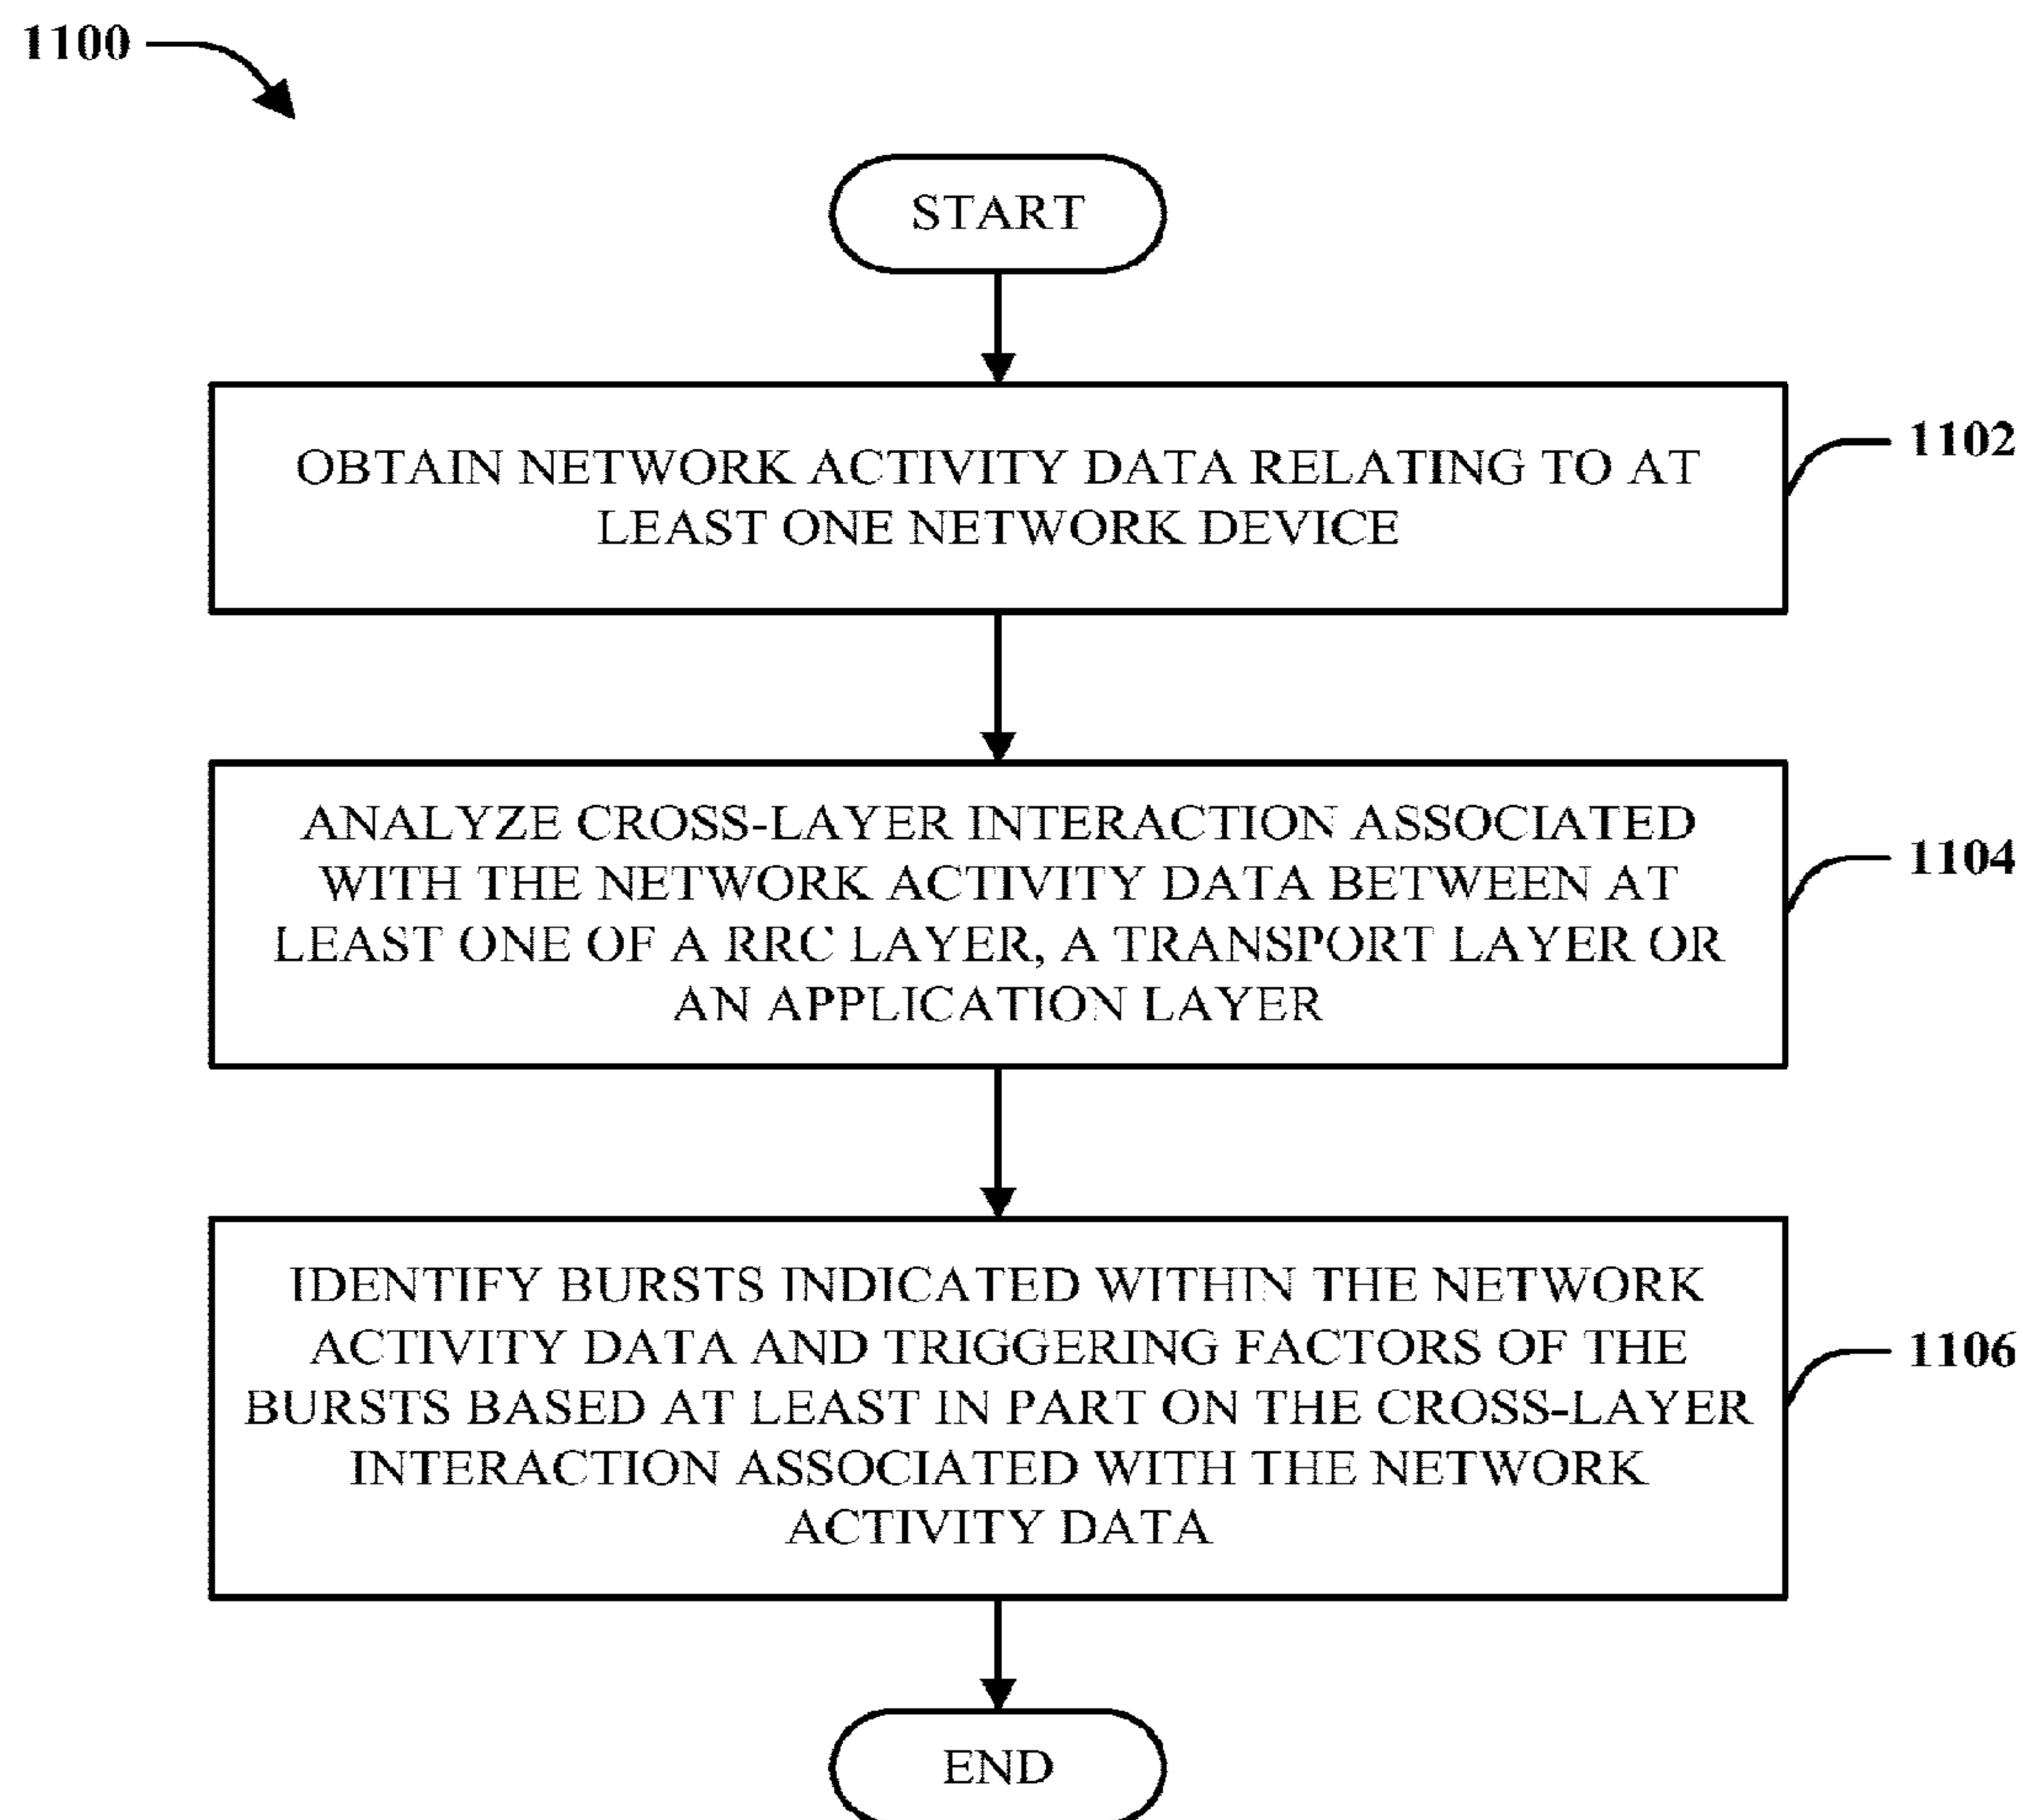 1100
START
OBTAIN NETWORK ACTIVITY DATA RELATING TO AT
LEAST ONE NETWORK DEVICE
1102
ANALYZE CROSS-LAYER INTERACTION ASSOCIATED
WITH THE NETWORK ACTIVITY DATA BETWEEN AT
LEAST ONE OF A RRC LAYER, A TRANSPORT LAYER OR
AN APPLICATION LAYER
1104
IDENTIFY BURSTS INDICATED WITHIN THE NETWORK
ACTIVITY DATA AND TRIGGERING FACTORS OF THE
BURSTS BASED AT LEAST IN PART ON THE CROSS-LAYER
INTERACTION ASSOCIATED WITH THE NETWORK
ACTIVITY DATA
1106
END